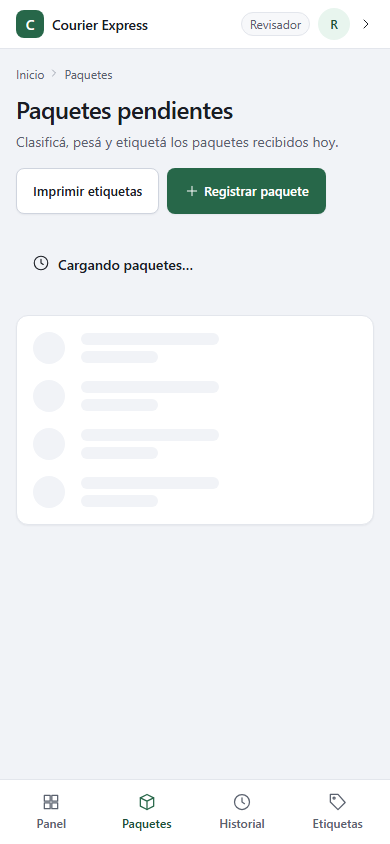 C Courier Express Revisador R
Inicio Paquetes
Paquetes pendientes
Clasificá, pesá y etiquetá los paquetes recibidos hoy.
Imprimir etiquetas Registrar paquete
Cargando paquetes...
Panel Paquetes Historial Etiquetas